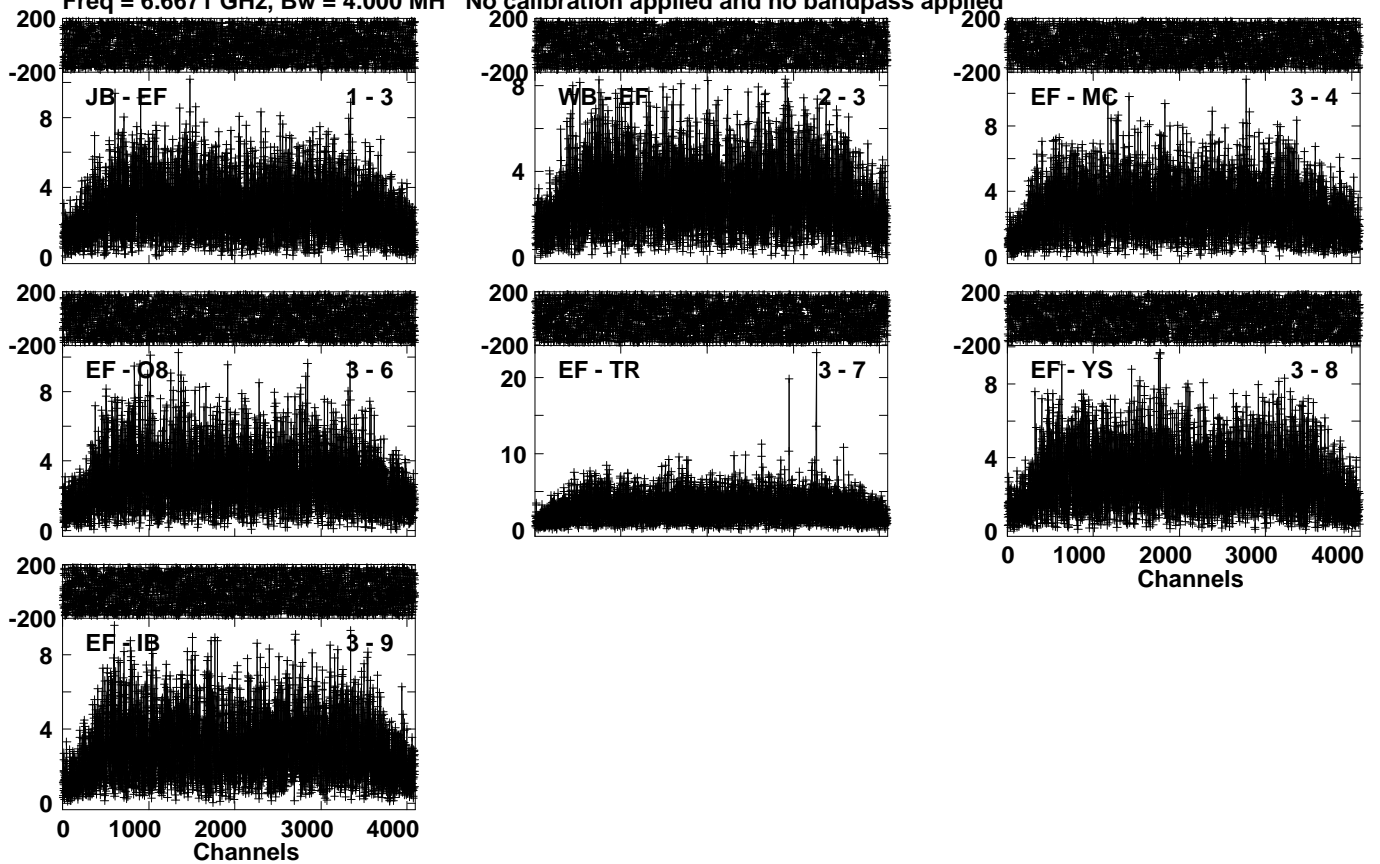 Freq = 6.6671 GHz, Bw = 4.000 MH   No calibration applied and no bandpass applied
200
-200
JB - EF 1 - 3
8
4
0
200
-200
WB - EF 2 - 3
8
4
0
200
-200
EF - MC 3 - 4
8
4
0
200
-200
EF - O8 3 - 6
8
4
0
200
-200
EF - TR 3 - 7
20
10
0
200
-200
EF - YS 3 - 8
8
4
0
0 1000 2000 3000 4000
Channels
200
-200
EF - IB 3 - 9
8
4
0
0 1000 2000 3000 4000
Channels